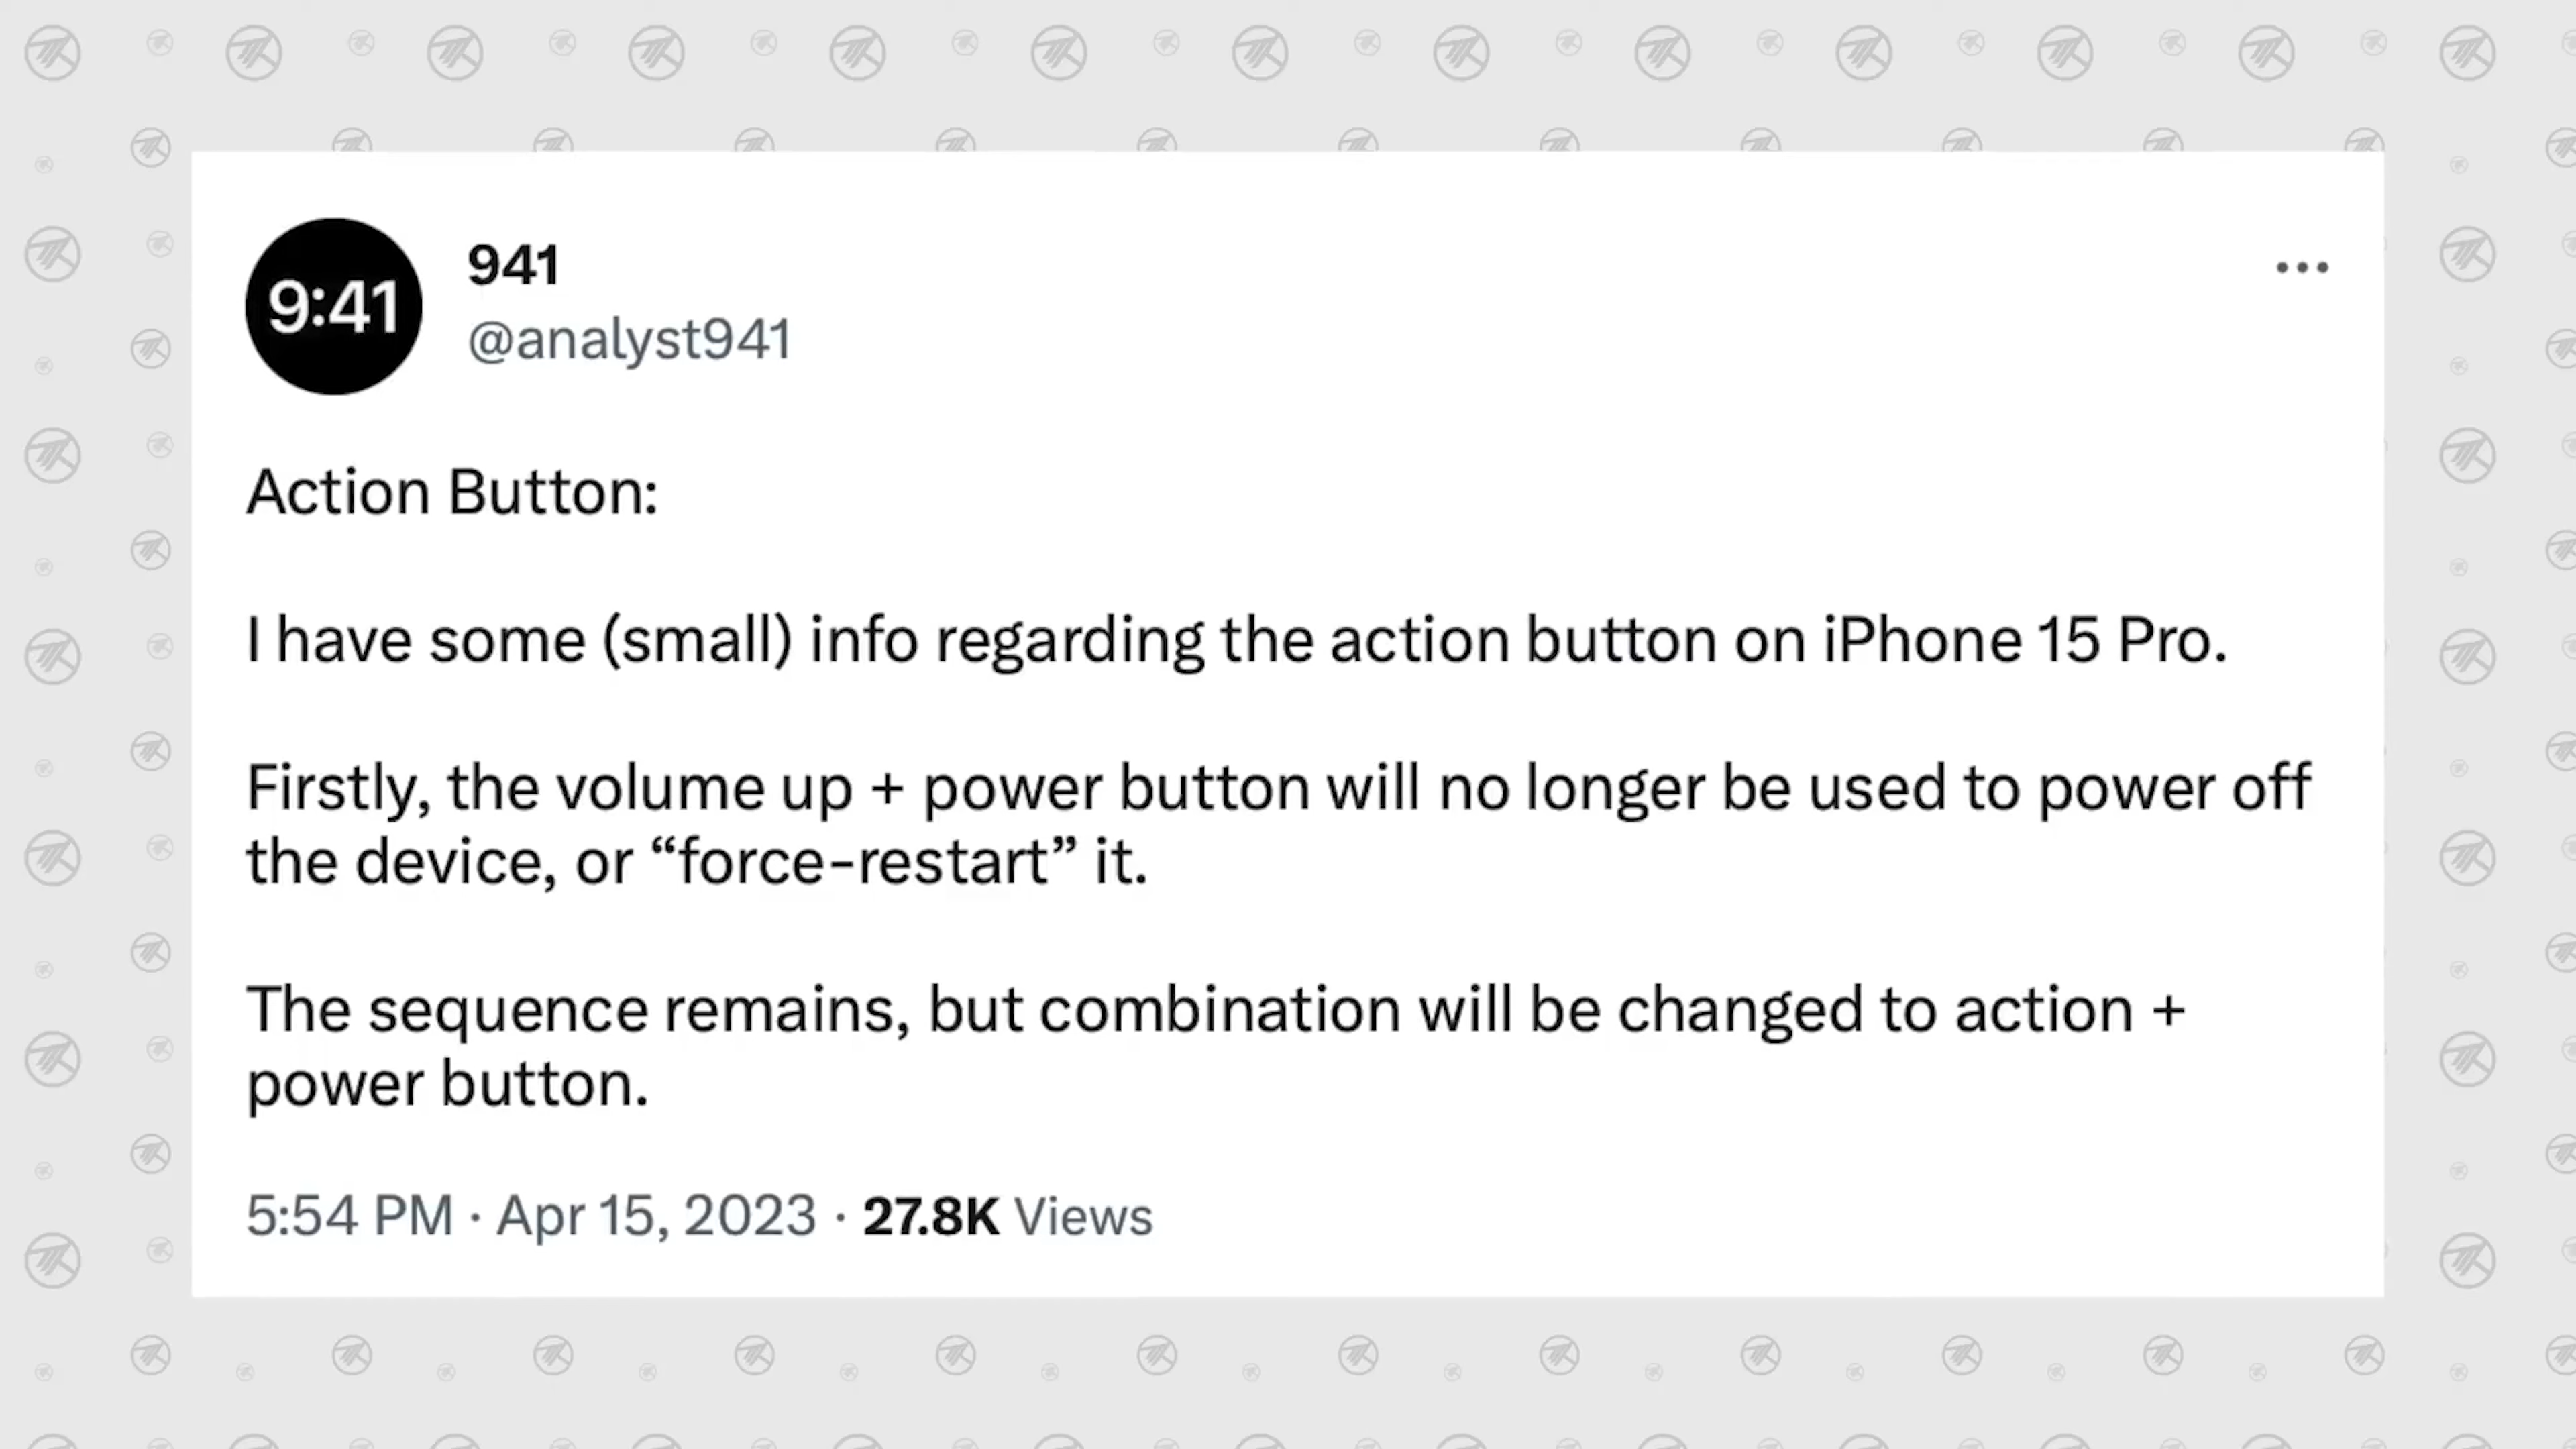 9:41
941
@analyst941
Action Button:
I have some (small) info regarding the action button on iPhone 15 Pro.
Firstly, the volume up + power button will no longer be used to power off
the device, or “force-restart” it.
The sequence remains, but combination will be changed to action +
power button.
5:54 PM · Apr 15, 2023 · 27.8K Views